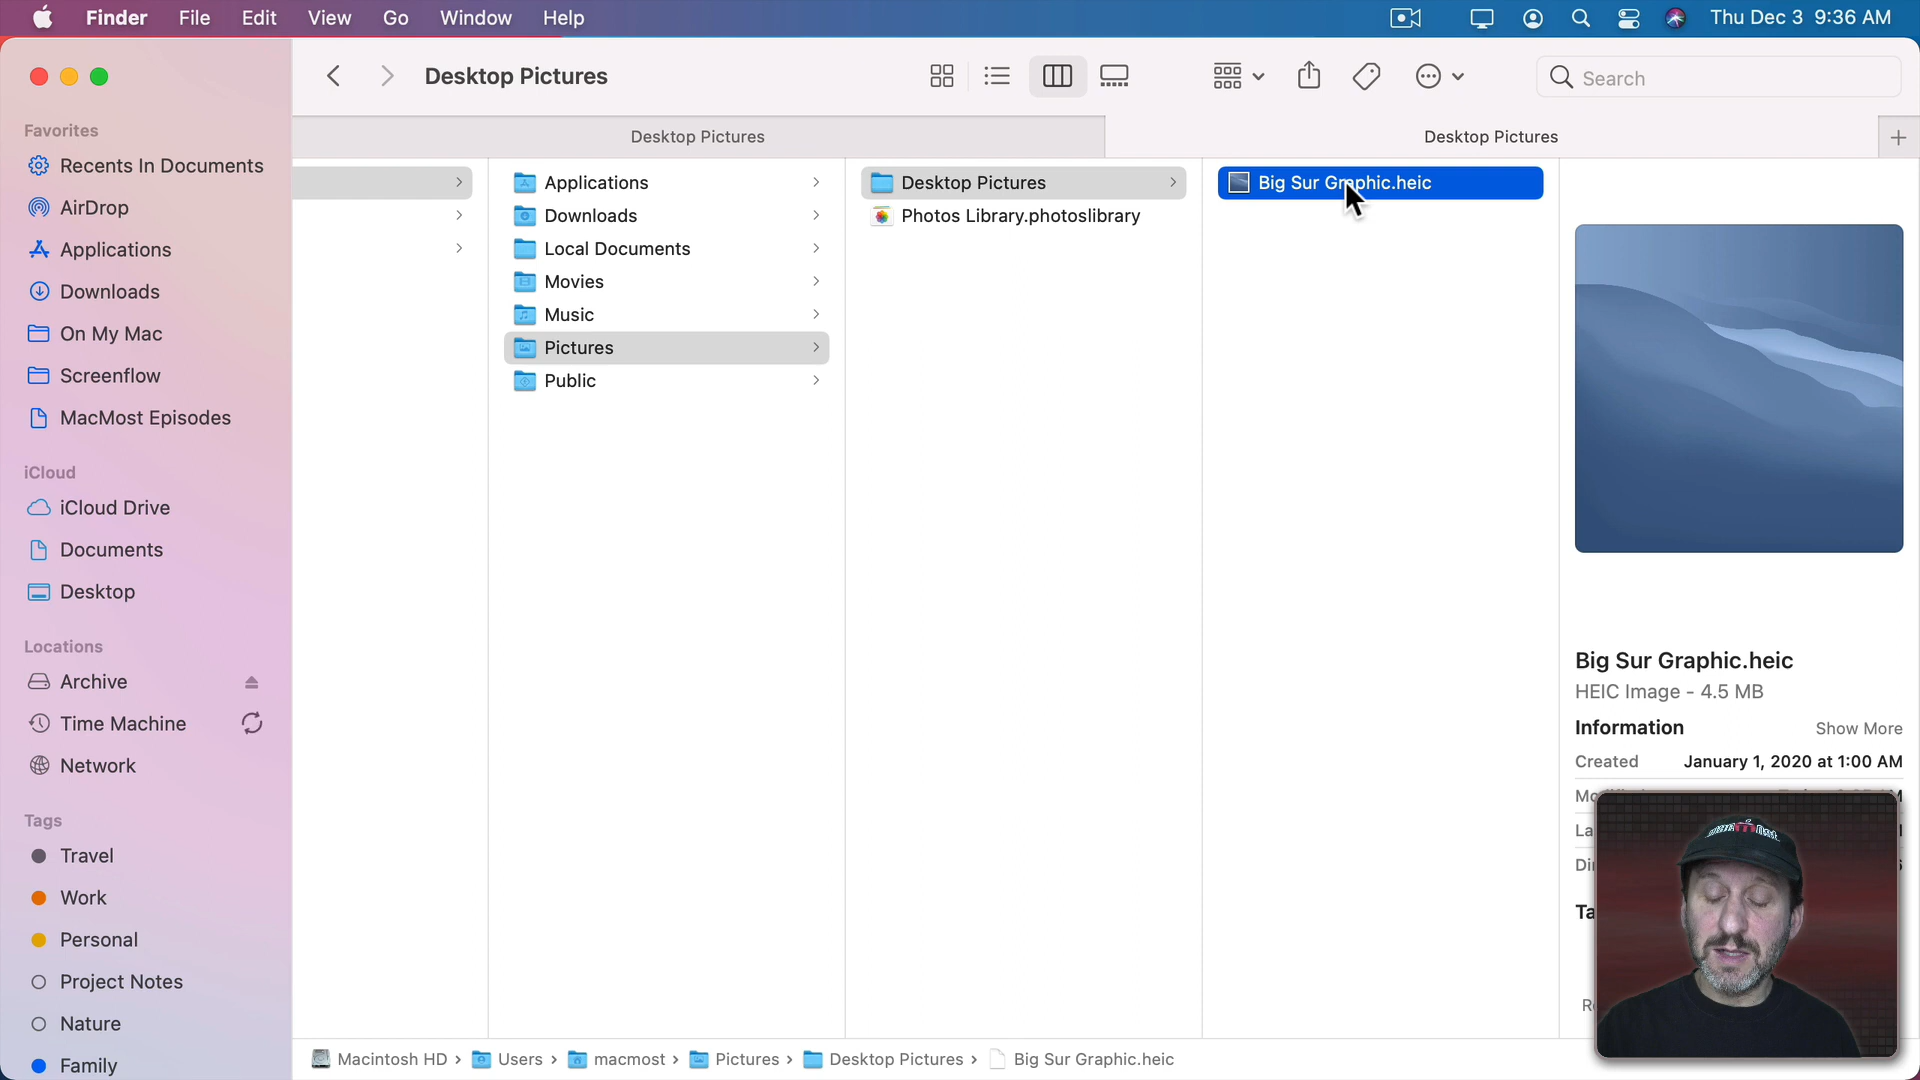 Finder File Edit View Go Window Help Thu Dec 3 9:36 AM
Desktop Pictures
Search
Desktop Pictures
Desktop Pictures
Favorites
Recents In Documents
AirDrop
Applications
Downloads
On My Mac
Screenflow
MacMost Episodes
iCloud
iCloud Drive
Documents
Desktop
Locations
Archive
Time Machine
Network
Tags
Travel
Work
Personal
Project Notes
Nature
Family
Applications
Downloads
Local Documents
Movies
Music
Pictures
Public
Desktop Pictures
Photos Library.photoslibrary
Big Sur Graphic.heic
Big Sur Graphic.heic
HEIC Image - 4.5 MB
Information Show More
Created January 1, 2020 at 1:00 AM
Macintosh HD › Users › macmost › Pictures › Desktop Pictures › Big Sur Graphic.heic